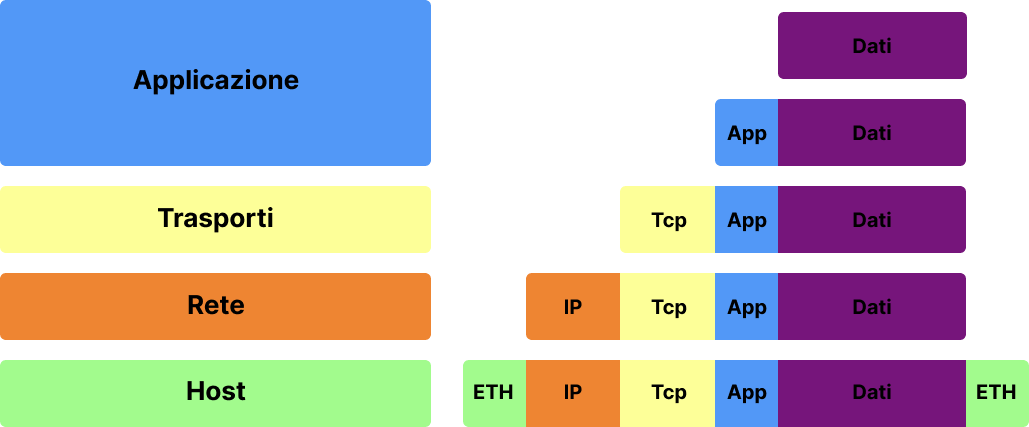 Dati
Applicazione
App Dati
Trasporti Tcp App Dati
Rete IP Tcp App Dati
Host ETH IP Tcp App Dati ETH